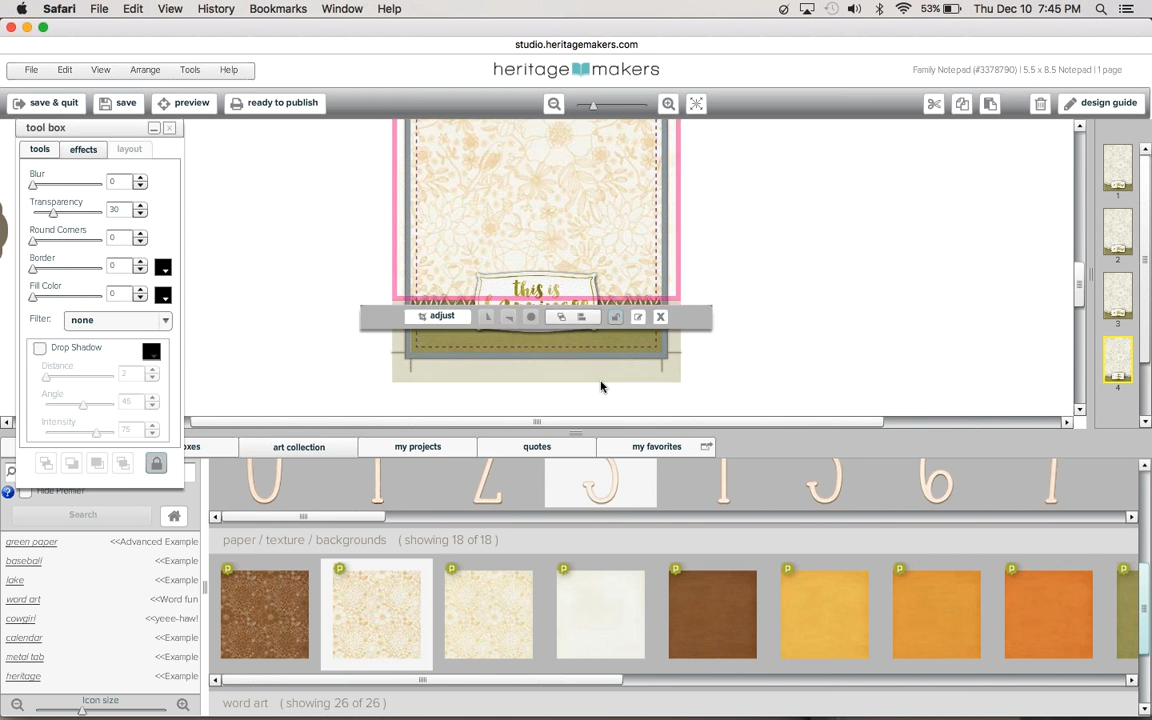 Safari File Edit View History Bookmarks Window Help 53% Thu Dec 10 7:45 PM
studio.heritagemakers.com
File Edit View Arrange Tools Help
heritage makers
Family Notepad (#3378790) | 5.5 x 8.5 Notepad | 1 page
save & quit save preview ready to publish design guide
tool box
tools effects layout
Blur 0
Transparency 30
Round Corners 0
Border 0
Fill Color 0
Filter: none
Drop Shadow
Distance 2
Angle 45
Intensity 75
this is
adjust
1
2
3
4
oxes art collection my projects quotes my favorites
Hide Premier
Search
green paper <<Advanced Example
baseball <<Example
lake <<Example
word art <<Word fun
cowgirl <<yeee-haw!
calendar <<Example
metal tab <<Example
heritage <<Example
Icon size
paper / texture / backgrounds ( showing 18 of 18 )
p p p p p p p p p
word art ( showing 26 of 26 )